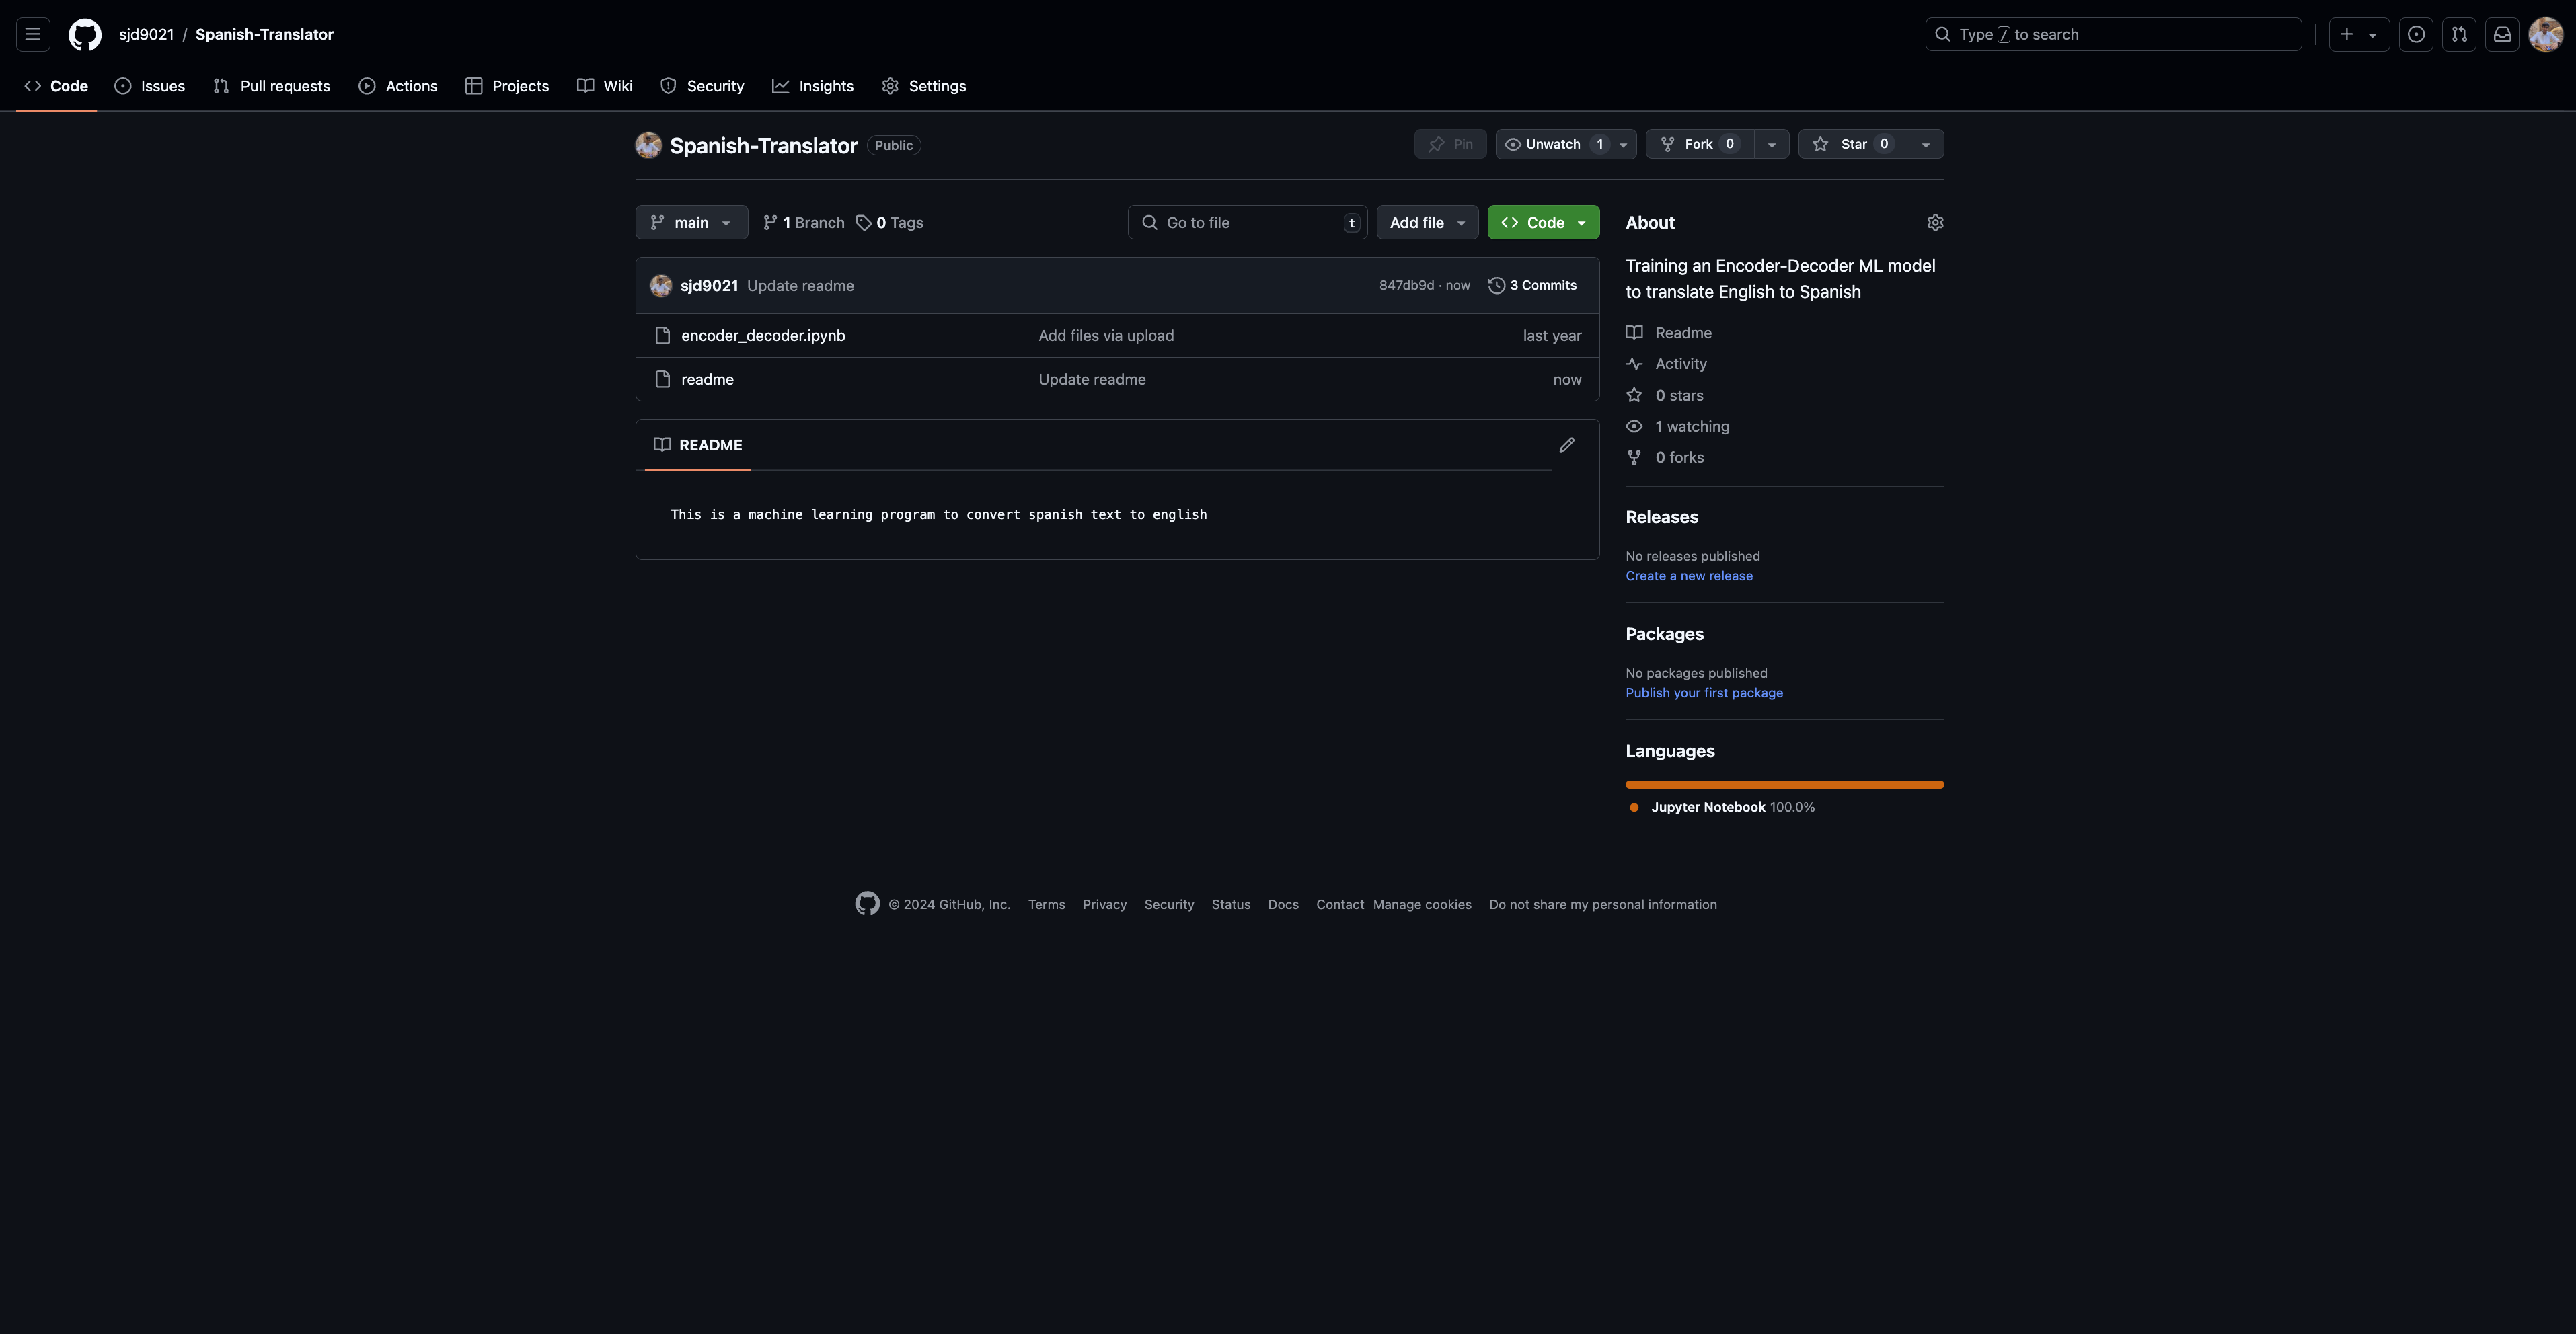 sjd9021 / Spanish-Translator
Type / to search
Code Issues Pull requests Actions Projects Wiki Security Insights Settings
Spanish-Translator Public
Pin Unwatch 1 Fork 0 Star 0
main 1 Branch 0 Tags Go to file t Add file Code
sjd9021 Update readme 847db9d · now 3 Commits
encoder_decoder.ipynb Add files via upload last year
readme Update readme now
README
This is a machine learning program to convert spanish text to english
About
Training an Encoder-Decoder ML model
to translate English to Spanish
Readme
Activity
0 stars
1 watching
0 forks
Releases
No releases published
Create a new release
Packages
No packages published
Publish your first package
Languages
Jupyter Notebook 100.0%
© 2024 GitHub, Inc. Terms Privacy Security Status Docs Contact Manage cookies Do not share my personal information